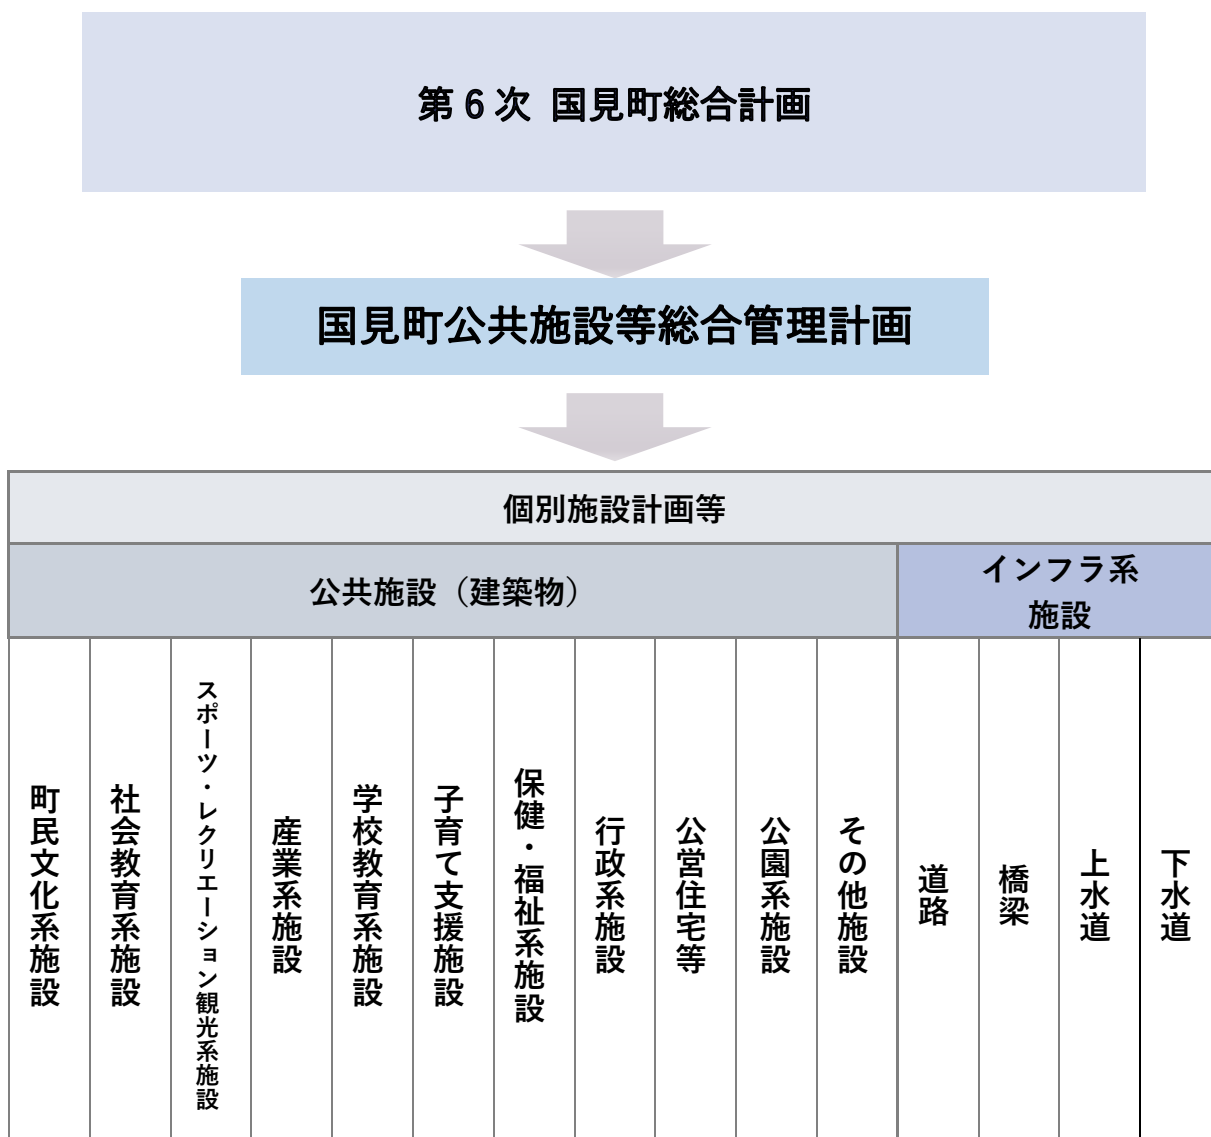 第６次 国見町総合計画
国見町公共施設等総合管理計画
個別施設計画等
公共施設（建築物）
インフラ系
施設
町民文化系施設
社会教育系施設
スポーツ・レクリエーション観光系施設
産業系施設
学校教育系施設
子育て支援施設
保健・福祉系施設
行政系施設
公営住宅等
公園系施設
その他施設
道路
橋梁
上水道
下水道